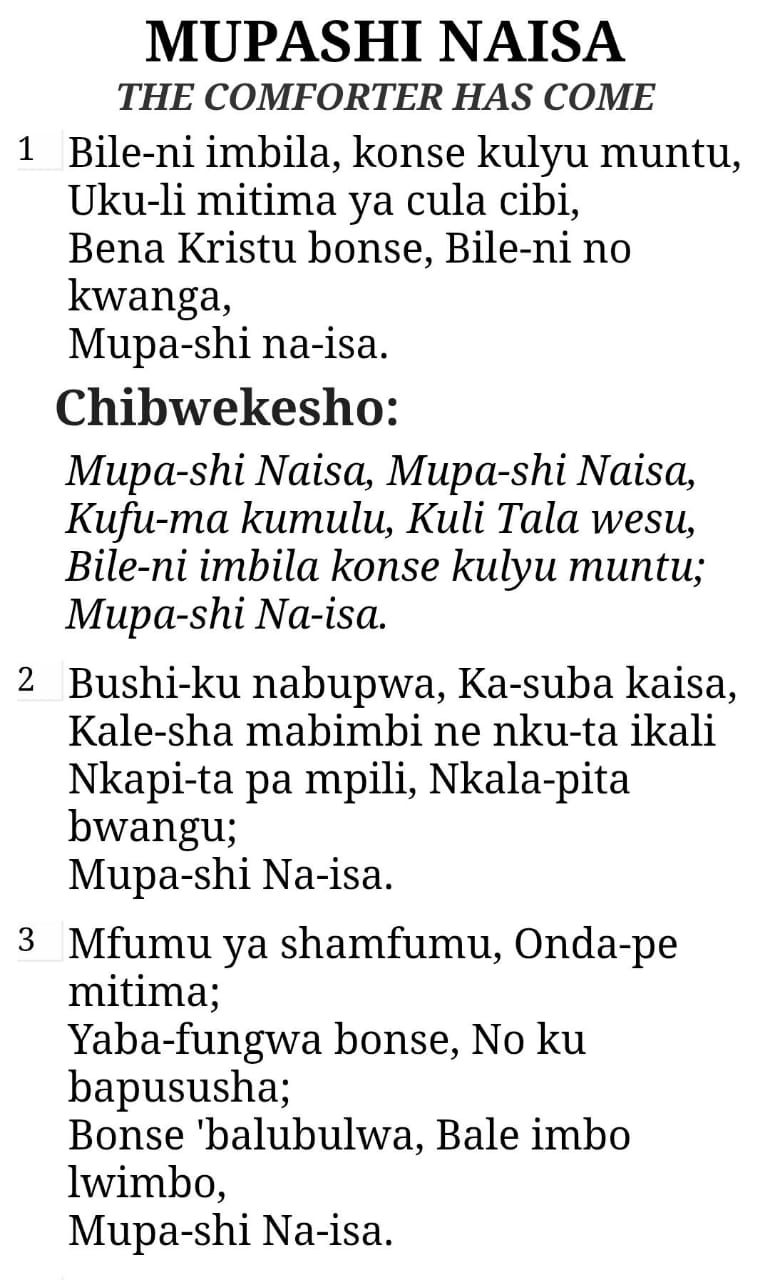 MUPASHI NAISA
THE COMFORTER HAS COME
1 Bile-ni imbila, konse kulyu muntu,
Uku-li mitima ya cula cibi,
Bena Kristu bonse, Bile-ni no
kwanga,
Mupa-shi na-isa.
Chibwekesho:
Mupa-shi Naisa, Mupa-shi Naisa,
Kufu-ma kumulu, Kuli Tala wesu,
Bile-ni imbila konse kulyu muntu;
Mupa-shi Na-isa.
2 Bushi-ku nabupwa, Ka-suba kaisa,
Kale-sha mabimbi ne nku-ta ikali
Nkapi-ta pa mpili, Nkala-pita
bwangu;
Mupa-shi Na-isa.
3 Mfumu ya shamfumu, Onda-pe
mitima;
Yaba-fungwa bonse, No ku
bapususha;
Bonse 'balubulwa, Bale imbo
lwimbo,
Mupa-shi Na-isa.